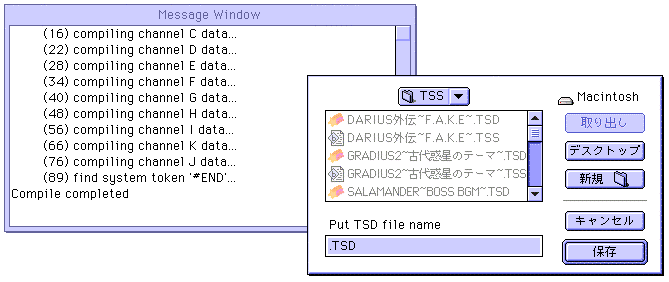 Message Window
(16) compiling channel C data...
(22) compiling channel D data...
(28) compiling channel E data...
(34) compiling channel F data...
(40) compiling channel G data...
(48) compiling channel H data...
(56) compiling channel I data...
(66) compiling channel K data...
(76) compiling channel J data...
(89) find system token '#END'...
Compile completed
TSS
DARIUS外伝~F.A.K.E~.TSD
DARIUS外伝~F.A.K.E~.TSS
GRADIUS2~古代惑星のテーマ~.TSD
GRADIUS2~古代惑星のテーマ~.TSS
SALAMANDER~BOSS BGM~.TSD
Put TSD file name
.TSD
Macintosh
取り出し
デスクトップ
新規
キャンセル
保存